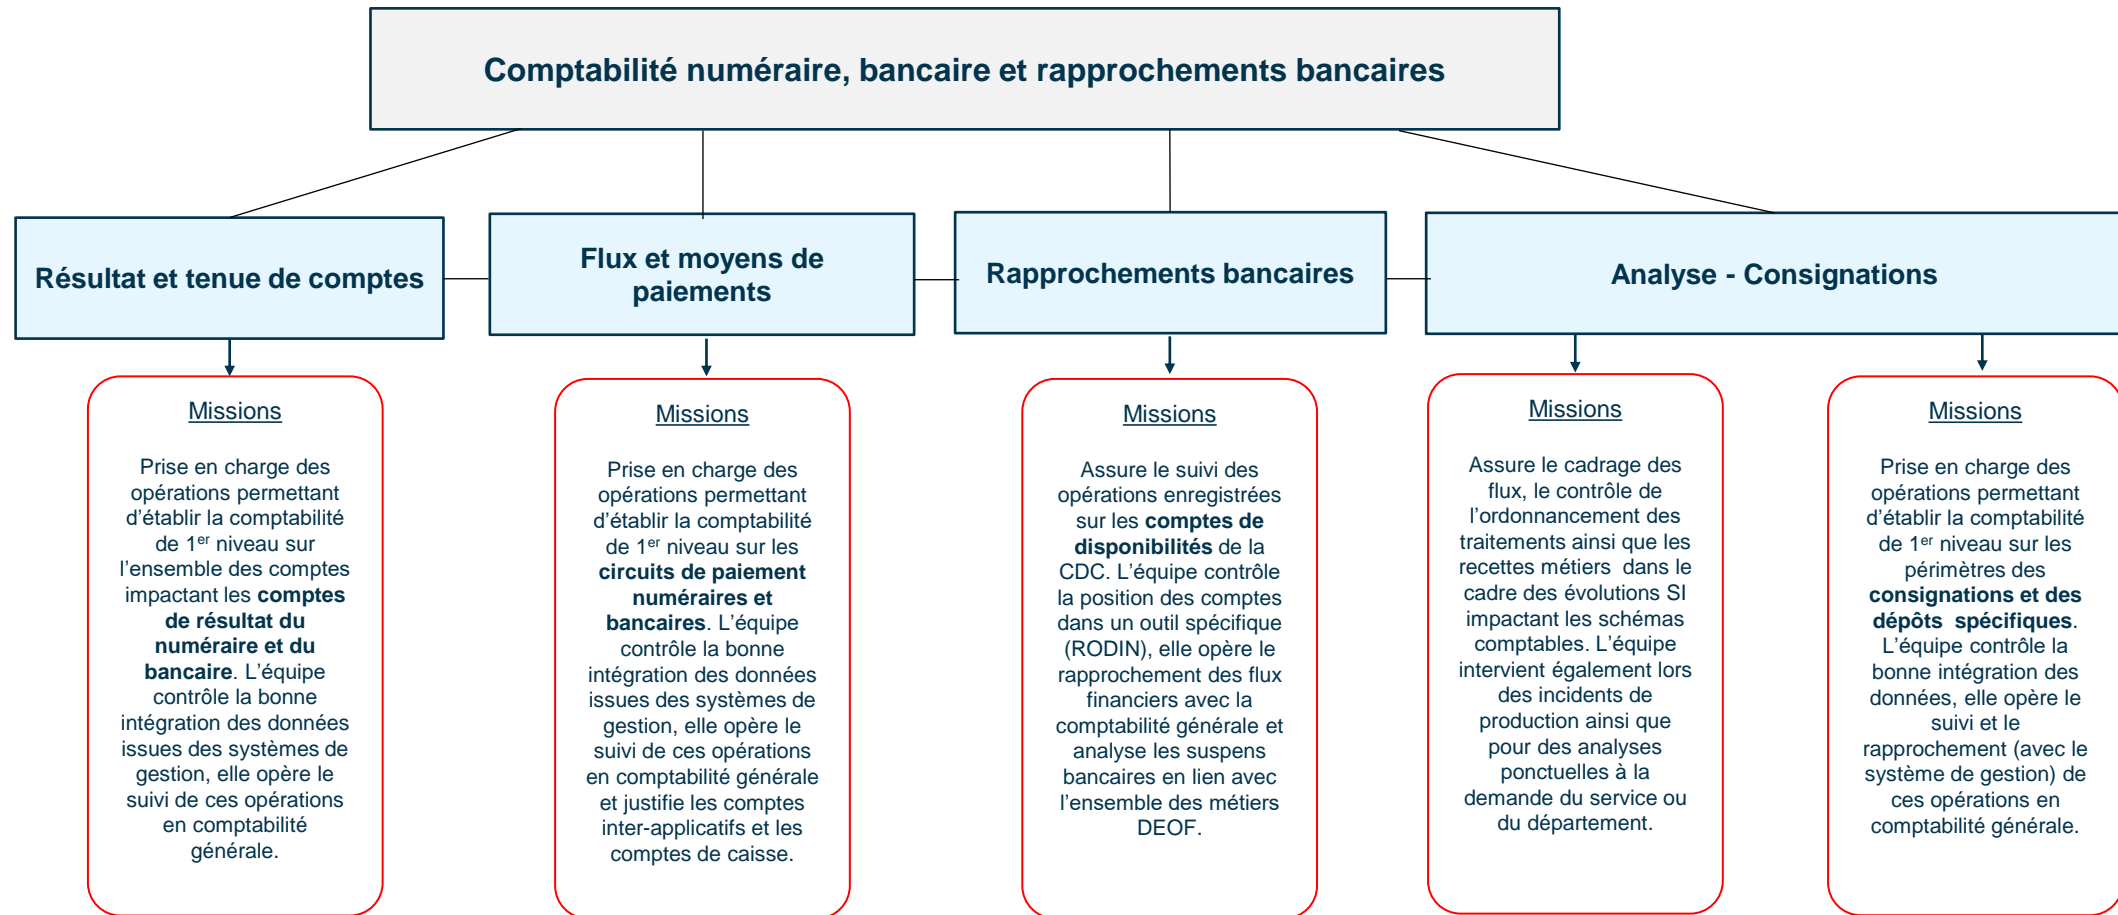 Comptabilité numéraire, bancaire et rapprochements bancaires
Résultat et tenue de comptes
Flux et moyens de
paiements
Rapprochements bancaires
Analyse - Consignations
Missions
Prise en charge des
opérations permettant
d’établir la comptabilité
de 1er niveau sur
l’ensemble des comptes
impactant les comptes
de résultat du
numéraire et du
bancaire. L’équipe
contrôle la bonne
intégration des données
issues des systèmes de
gestion, elle opère le
suivi de ces opérations
en comptabilité
générale.
Missions
Prise en charge des
opérations permettant
d’établir la comptabilité
de 1er niveau sur les
circuits de paiement
numéraires et
bancaires. L’équipe
contrôle la bonne
intégration des données
issues des systèmes de
gestion, elle opère le
suivi de ces opérations
en comptabilité générale
et justifie les comptes
inter-applicatifs et les
comptes de caisse.
Missions
Assure le suivi des
opérations enregistrées
sur les comptes de
disponibilités de la
CDC. L’équipe contrôle
la position des comptes
dans un outil spécifique
(RODIN), elle opère le
rapprochement des flux
financiers avec la
comptabilité générale et
analyse les suspens
bancaires en lien avec
l’ensemble des métiers
DEOF.
Missions
Assure le cadrage des
flux, le contrôle de
l’ordonnancement des
traitements ainsi que les
recettes métiers dans le
cadre des évolutions SI
impactant les schémas
comptables. L’équipe
intervient également lors
des incidents de
production ainsi que
pour des analyses
ponctuelles à la
demande du service ou
du département.
Missions
Prise en charge des
opérations permettant
d’établir la comptabilité
de 1er niveau sur les
périmètres des
consignations et des
dépôts spécifiques.
L’équipe contrôle la
bonne intégration des
données, elle opère le
suivi et le
rapprochement (avec le
système de gestion) de
ces opérations en
comptabilité générale.